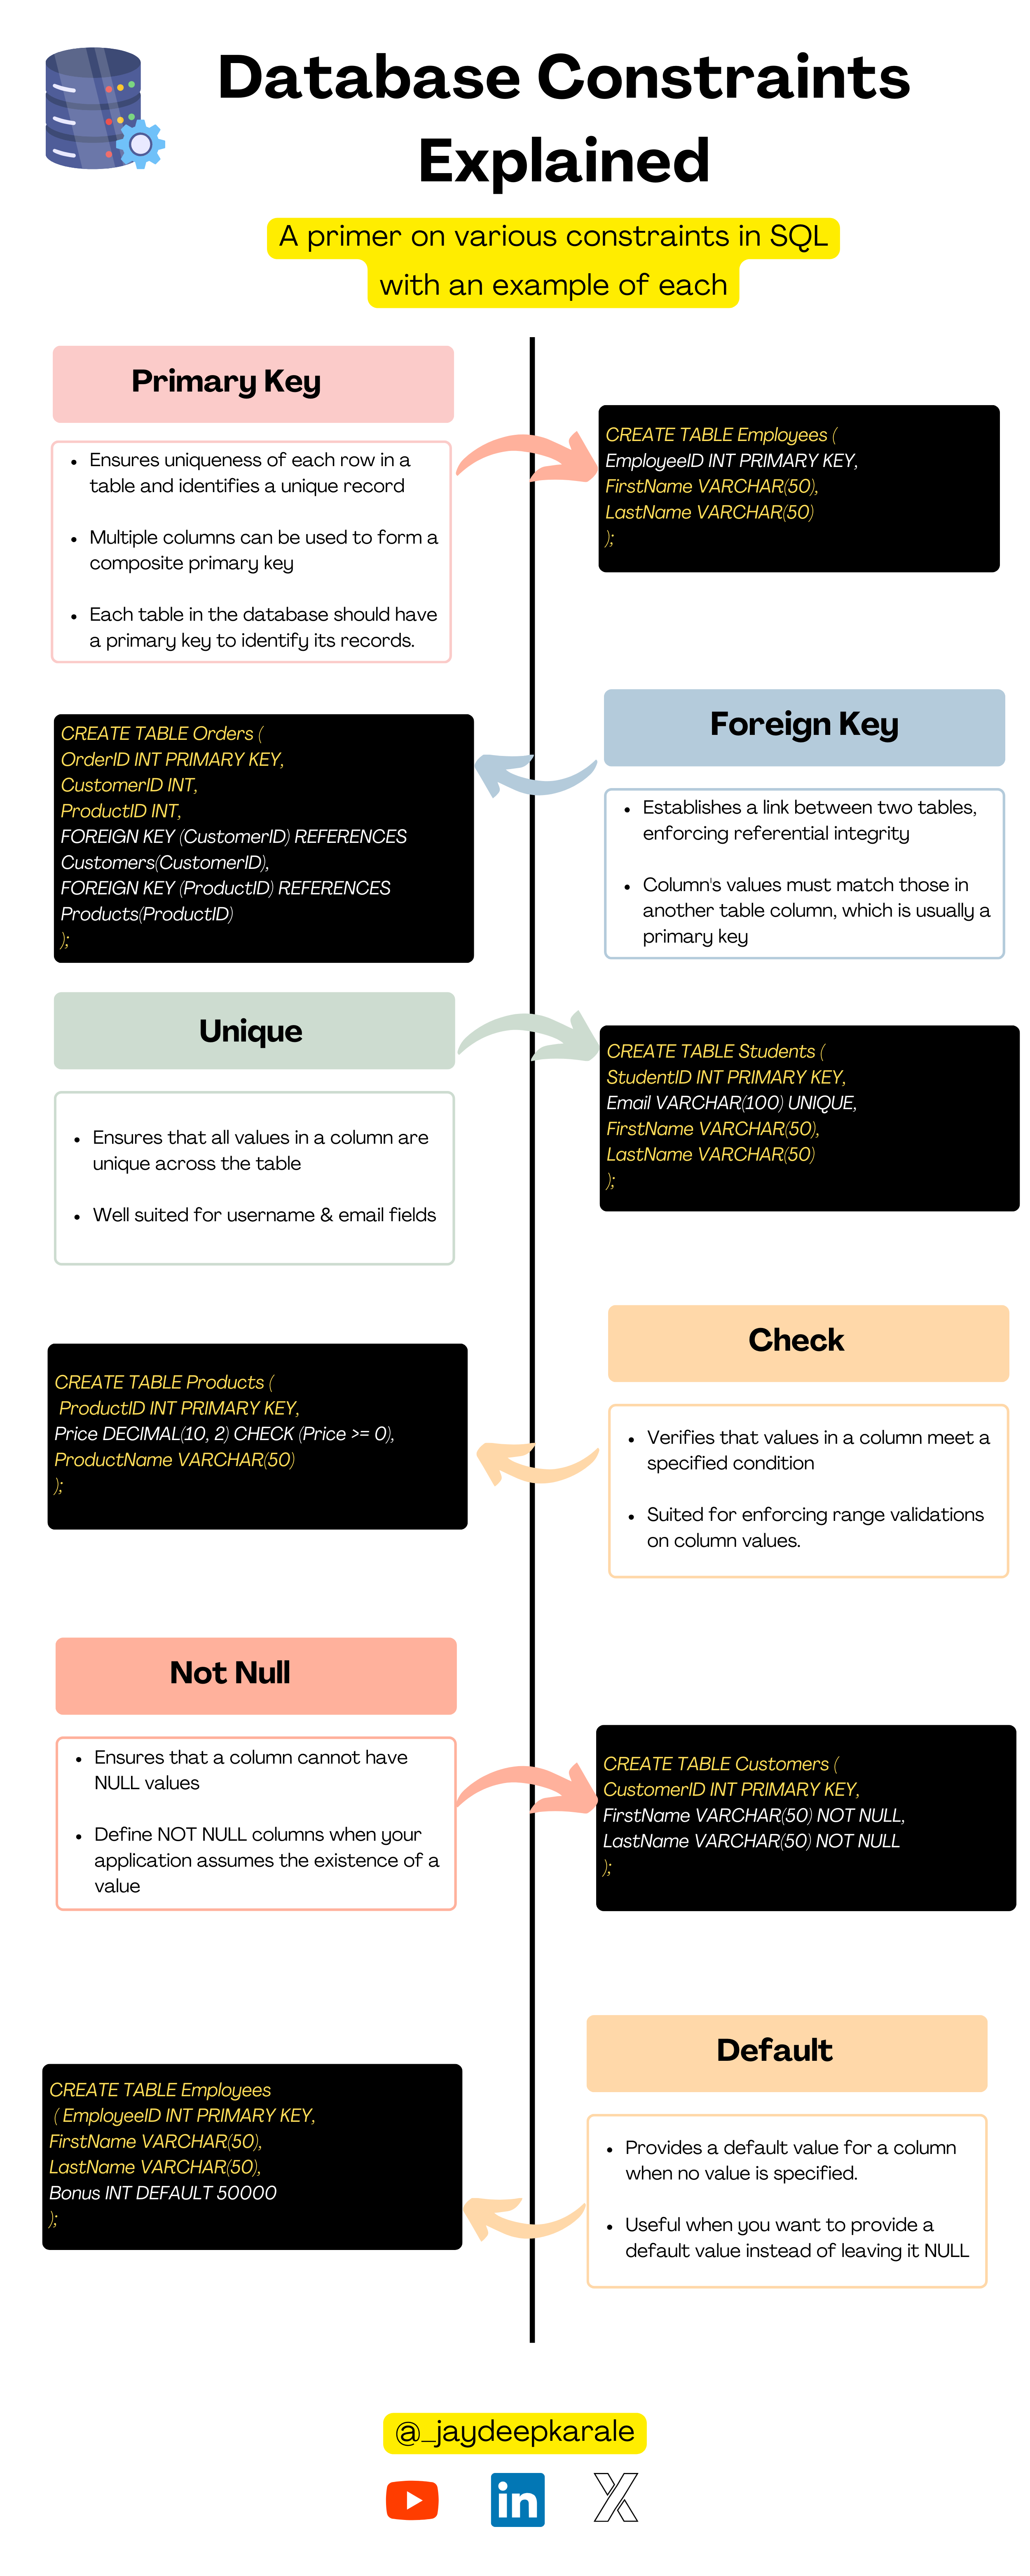 Database Constraints
Explained
A primer on various constraints in SQL
with an example of each
Primary Key
• Ensures uniqueness of each row in a
table and identifies a unique record
• Multiple columns can be used to form a
composite primary key
• Each table in the database should have
a primary key to identify its records.
CREATE TABLE Employees (
EmployeeID INT PRIMARY KEY,
FirstName VARCHAR(50),
LastName VARCHAR(50)
);
Foreign Key
• Establishes a link between two tables,
enforcing referential integrity
• Column's values must match those in
another table column, which is usually a
primary key
CREATE TABLE Orders (
OrderID INT PRIMARY KEY,
CustomerID INT,
ProductID INT,
FOREIGN KEY (CustomerID) REFERENCES
Customers(CustomerID),
FOREIGN KEY (ProductID) REFERENCES
Products(ProductID)
);
Unique
• Ensures that all values in a column are
unique across the table
• Well suited for username & email fields
CREATE TABLE Students (
StudentID INT PRIMARY KEY,
Email VARCHAR(100) UNIQUE,
FirstName VARCHAR(50),
LastName VARCHAR(50)
);
Check
• Verifies that values in a column meet a
specified condition
• Suited for enforcing range validations
on column values.
CREATE TABLE Products (
ProductID INT PRIMARY KEY,
Price DECIMAL(10, 2) CHECK (Price >= 0),
ProductName VARCHAR(50)
);
Not Null
• Ensures that a column cannot have
NULL values
• Define NOT NULL columns when your
application assumes the existence of a
value
CREATE TABLE Customers (
CustomerID INT PRIMARY KEY,
FirstName VARCHAR(50) NOT NULL,
LastName VARCHAR(50) NOT NULL
);
Default
• Provides a default value for a column
when no value is specified.
• Useful when you want to provide a
default value instead of leaving it NULL
CREATE TABLE Employees
( EmployeeID INT PRIMARY KEY,
FirstName VARCHAR(50),
LastName VARCHAR(50),
Bonus INT DEFAULT 50000
);
@_jaydeepkarale
in
X